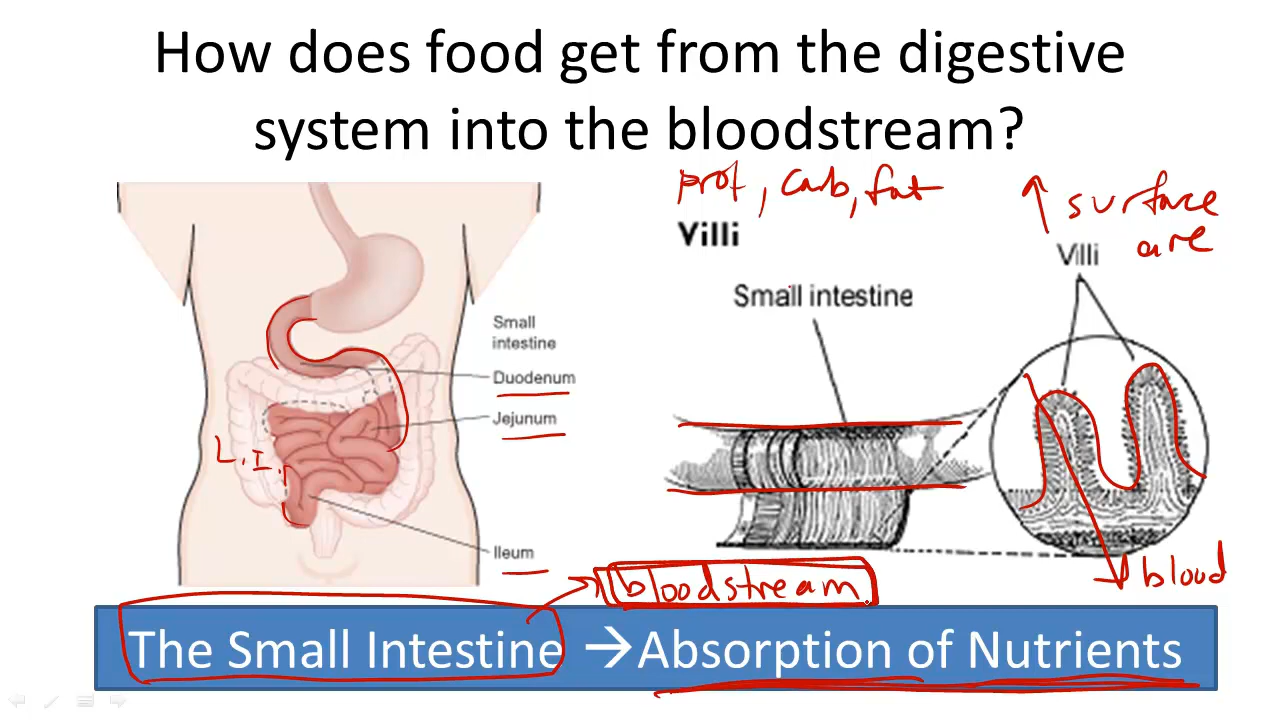 How does food get from the digestive
system into the bloodstream?
prot, carb, fat
↑ surface
are
Villi
Villi
Small intestine
Small
intestine
Duodenum
Jejunum
L.I.
Ileum
bloodstream
blood
The Small Intestine →Absorption of Nutrients